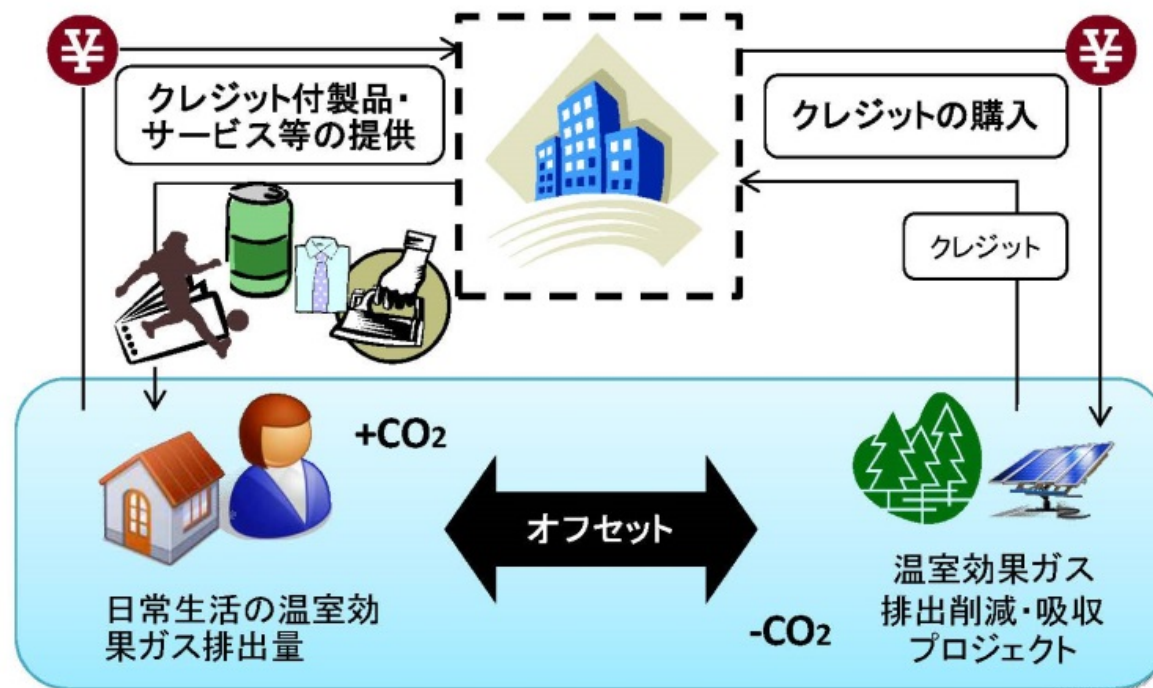 ¥
¥
クレジット付製品・
サービス等の提供
クレジットの購入
クレジット
+CO₂
オフセット
日常生活の温室効
果ガス排出量
-CO₂
温室効果ガス
排出削減・吸収
プロジェクト